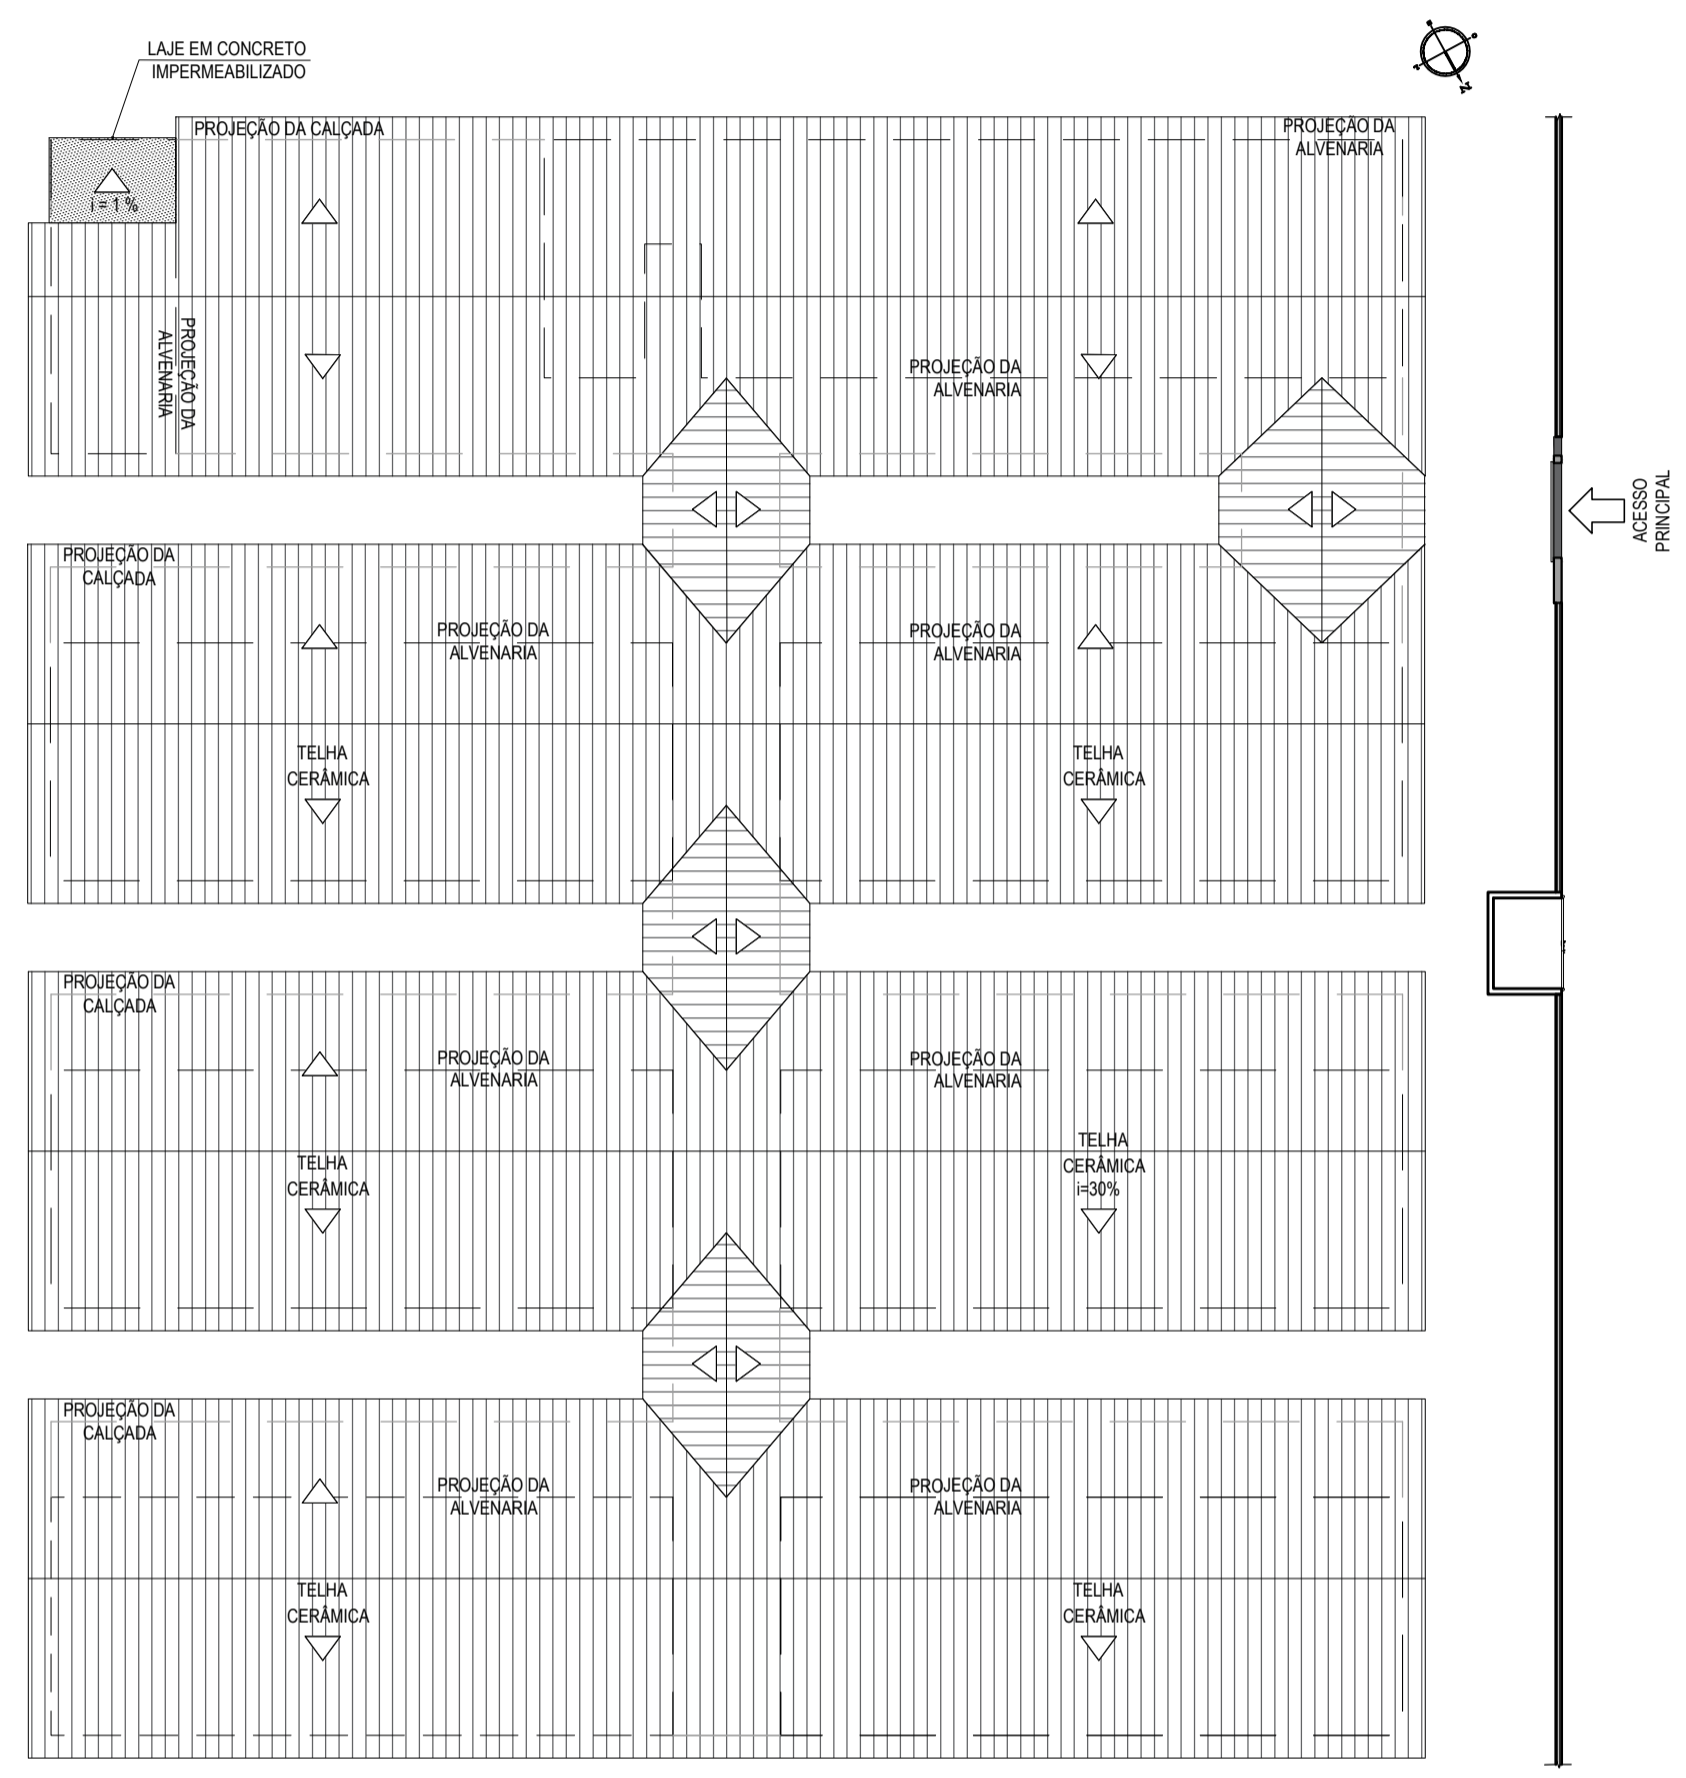 LAJE EM CONCRETO
IMPERMEABILIZADO
N
PROJEÇÃO DA CALÇADA
PROJEÇÃO DA
ALVENARIA
i = 1 %
PROJEÇÃO DA
ALVENARIA
PROJEÇÃO DA
ALVENARIA
ACESSO
PRINCIPAL
PROJEÇÃO DA
CALÇADA
PROJEÇÃO DA
ALVENARIA
PROJEÇÃO DA
ALVENARIA
TELHA
CERÂMICA
TELHA
CERÂMICA
PROJEÇÃO DA
CALÇADA
PROJEÇÃO DA
ALVENARIA
PROJEÇÃO DA
ALVENARIA
TELHA
CERÂMICA
TELHA
CERÂMICA
i=30%
PROJEÇÃO DA
CALÇADA
PROJEÇÃO DA
ALVENARIA
PROJEÇÃO DA
ALVENARIA
TELHA
CERÂMICA
TELHA
CERÂMICA